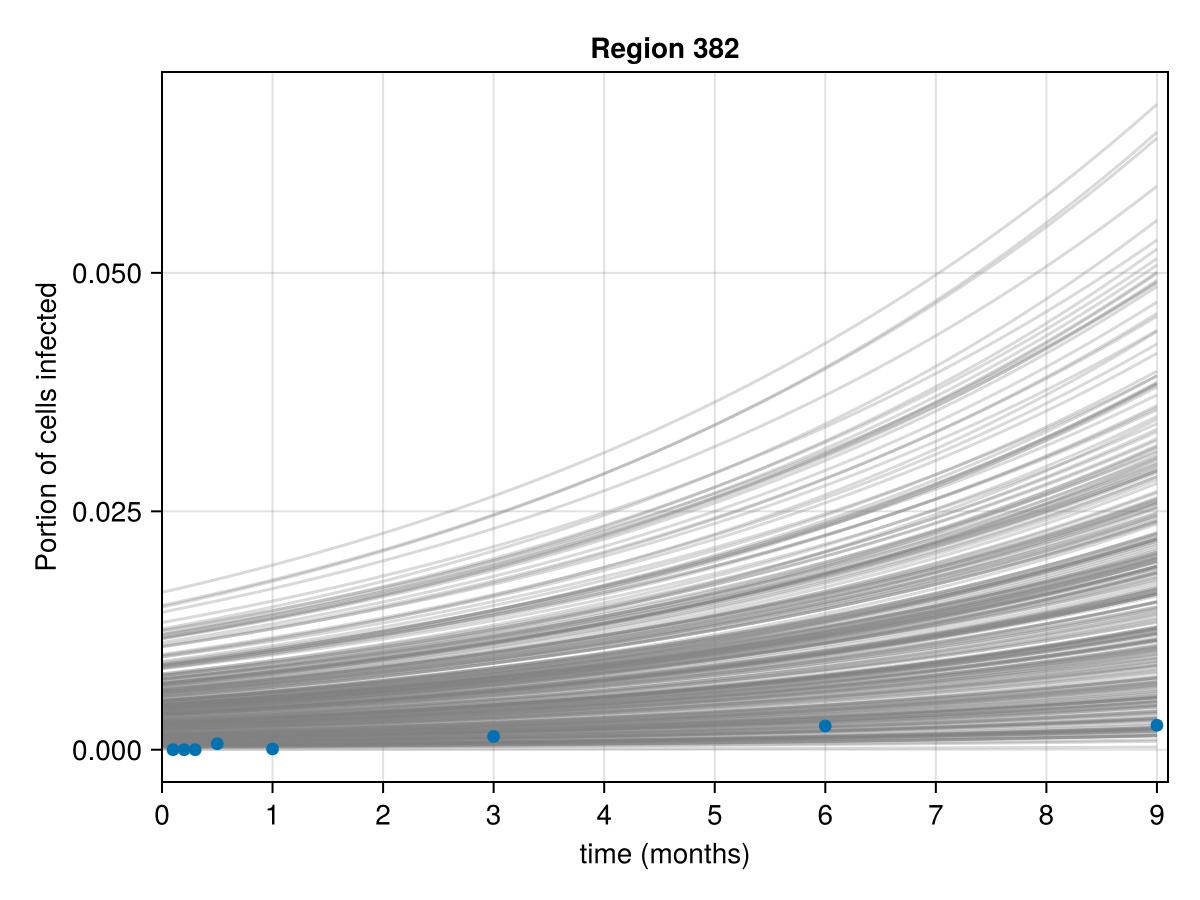 Region 382
Portion of cells infected
0.050
0.025
0.000
0 1 2 3 4 5 6 7 8 9
time (months)